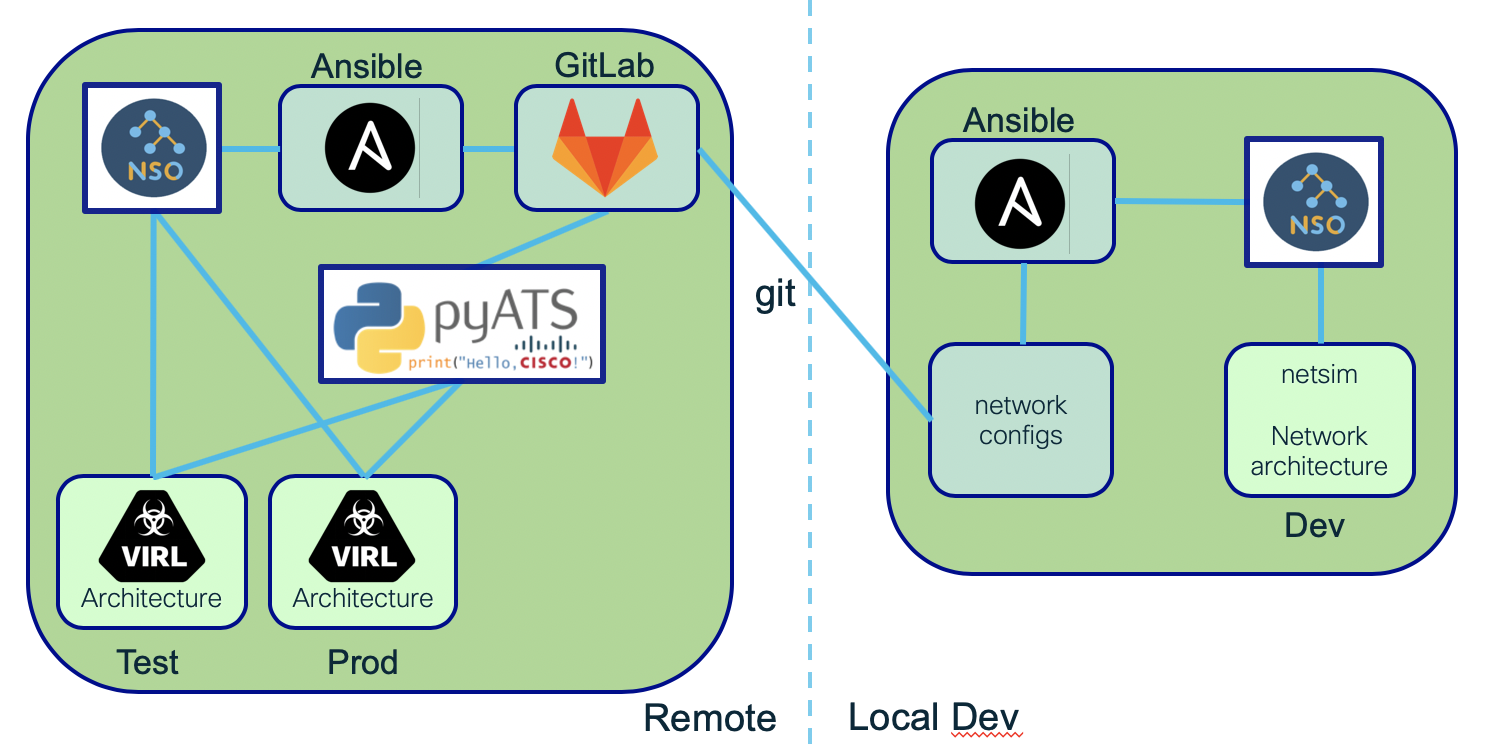 Ansible
GitLab
NSO
pyATS
print("Hello,CISCO!")
VIRL
Architecture
Test
VIRL
Architecture
Prod
Remote
git
Ansible
NSO
network
configs
netsim
Network
architecture
Dev
Local Dev